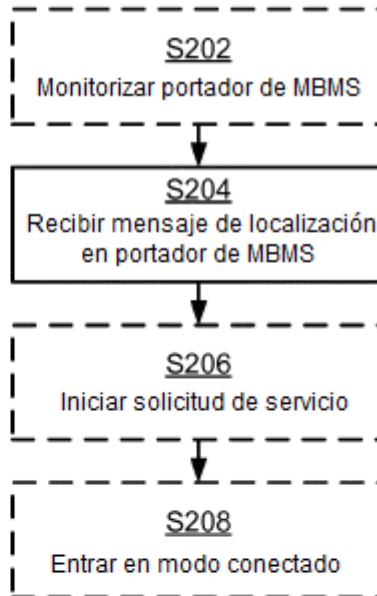 S202
Monitorizar portador de MBMS
S204
Recibir mensaje de localización
en portador de MBMS
S206
Iniciar solicitud de servicio
S208
Entrar en modo conectado